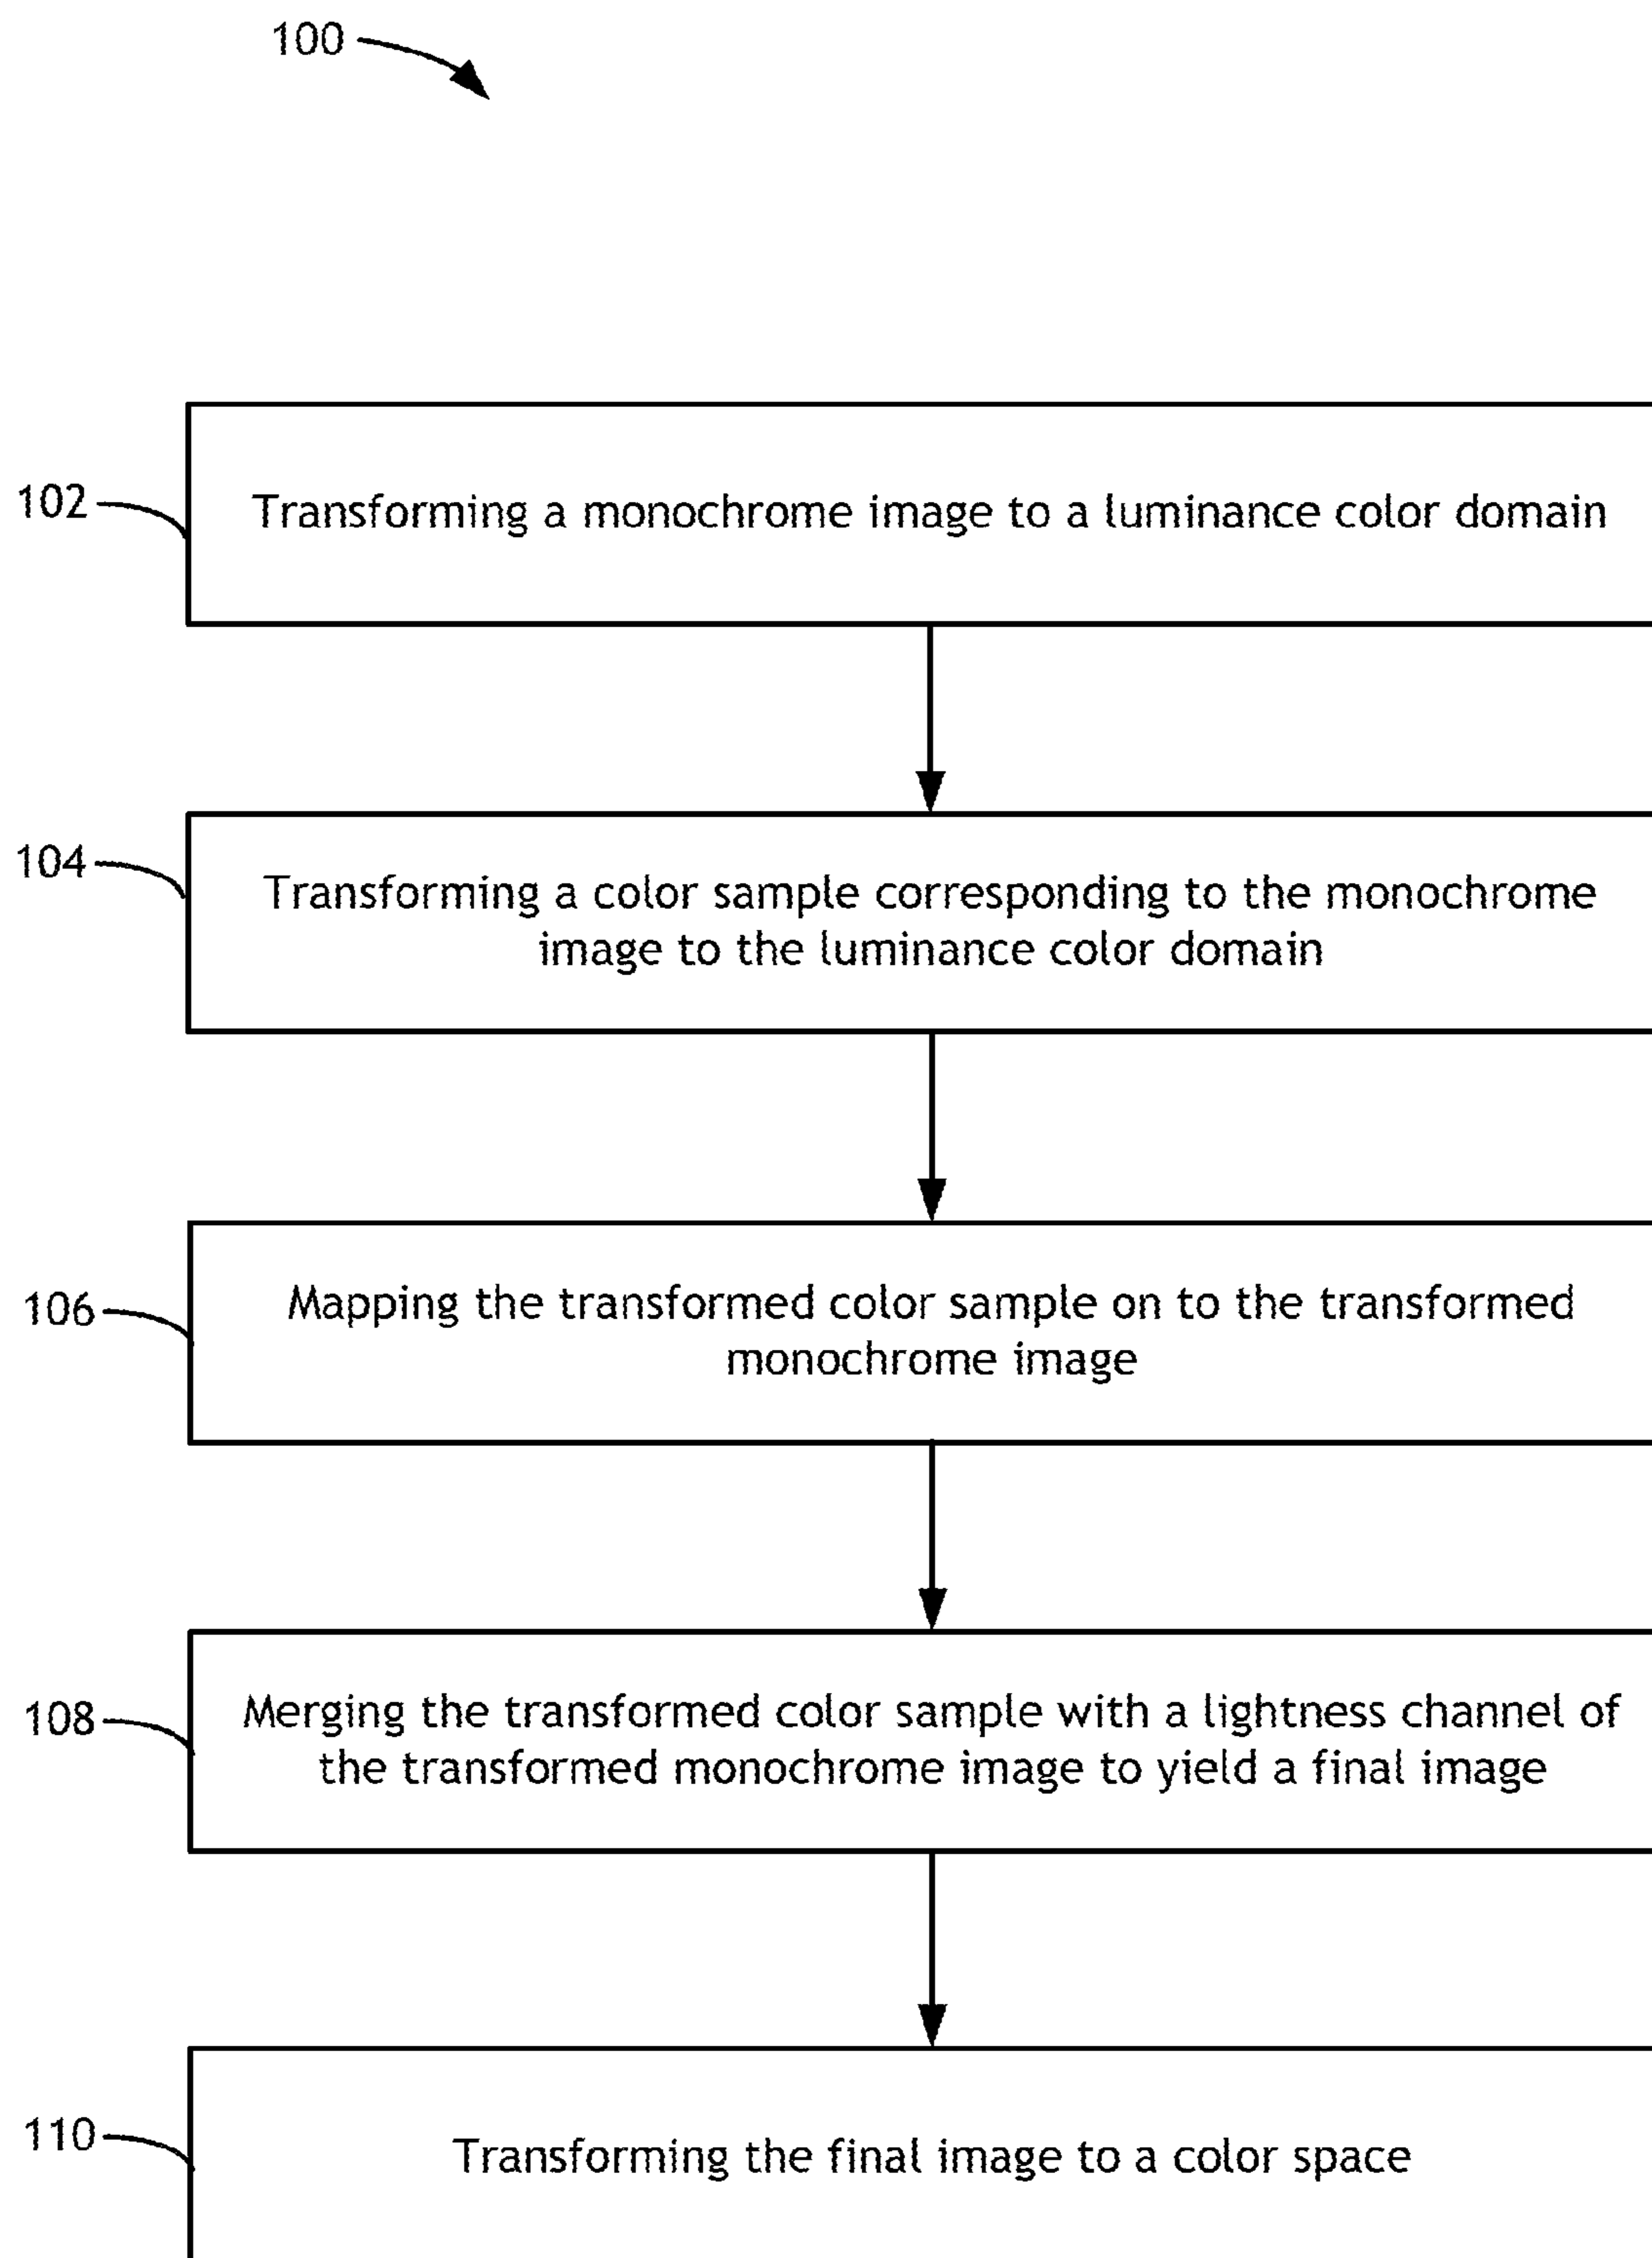 100
102
Transforming a monochrome image to a luminance color domain
104
Transforming a color sample corresponding to the monochrome
image to the luminance color domain
106
Mapping the transformed color sample on to the transformed
monochrome image
108
Merging the transformed color sample with a lightness channel of
the transformed monochrome image to yield a final image
110
Transforming the final image to a color space